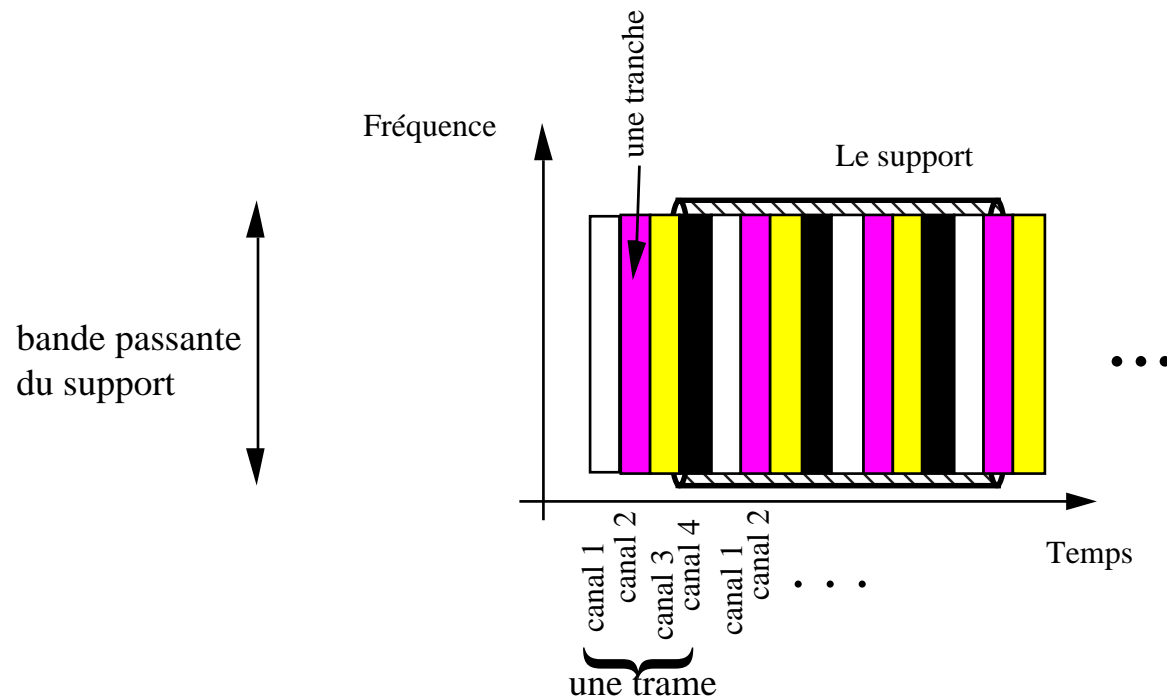 une tranche
Fréquence
Le support
bande passante
du support
• • •
Temps
canal 1
canal 2
canal 3
canal 4
canal 1
canal 2
. . .
une trame